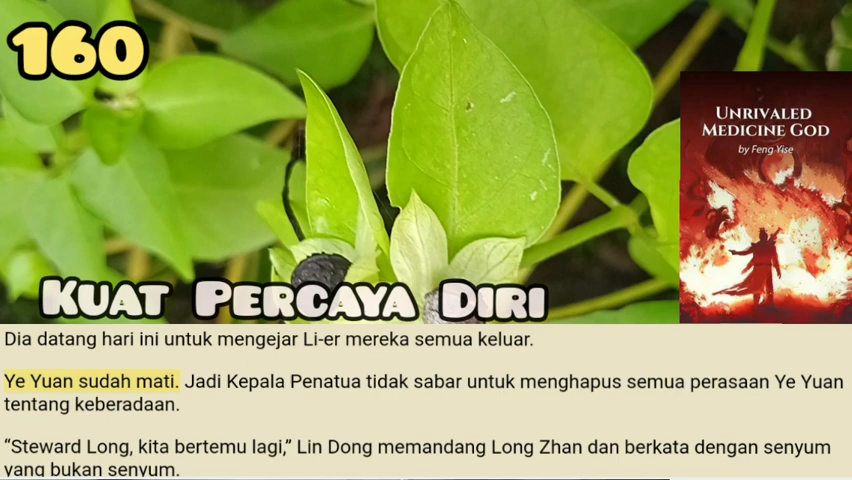 160
UNRIVALED
MEDICINE GOD
by Feng Yise
KUAT PERCAYA DIRI
Dia datang hari ini untuk mengejar Li-er mereka semua keluar.
Ye Yuan sudah mati. Jadi Kepala Penatua tidak sabar untuk menghapus semua perasaan Ye Yuan
tentang keberadaan.
“Steward Long, kita bertemu lagi,” Lin Dong memandang Long Zhan dan berkata dengan senyum
yang bukan senyum.